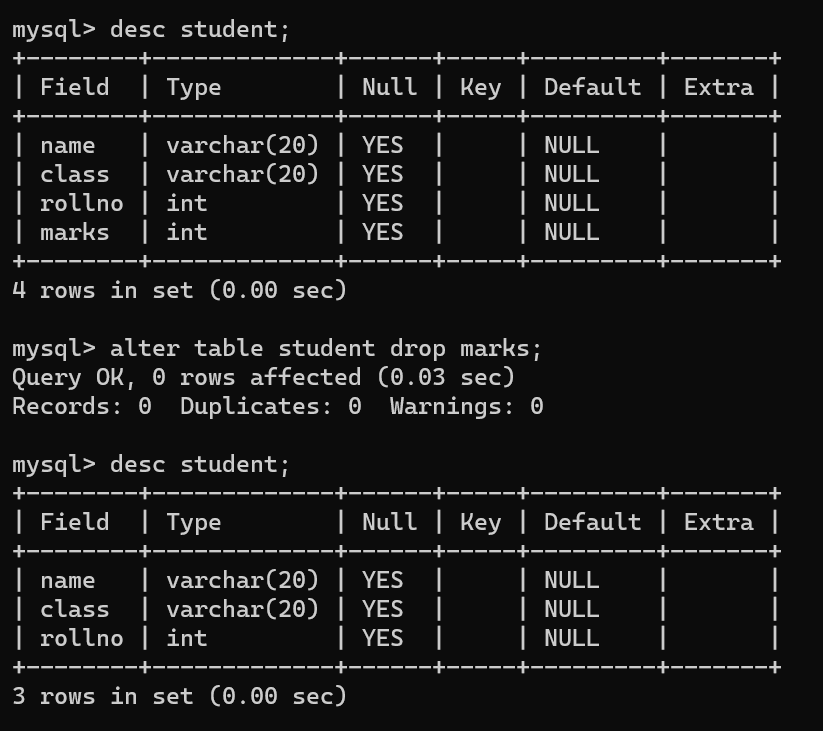 mysql> desc student;
+--------+-------------+------+-----+---------+-------+
| Field  | Type        | Null | Key | Default | Extra |
+--------+-------------+------+-----+---------+-------+
| name   | varchar(20) | YES  |     | NULL    |       |
| class  | varchar(20) | YES  |     | NULL    |       |
| rollno | int         | YES  |     | NULL    |       |
| marks  | int         | YES  |     | NULL    |       |
+--------+-------------+------+-----+---------+-------+
4 rows in set (0.00 sec)

mysql> alter table student drop marks;
Query OK, 0 rows affected (0.03 sec)
Records: 0  Duplicates: 0  Warnings: 0

mysql> desc student;
+--------+-------------+------+-----+---------+-------+
| Field  | Type        | Null | Key | Default | Extra |
+--------+-------------+------+-----+---------+-------+
| name   | varchar(20) | YES  |     | NULL    |       |
| class  | varchar(20) | YES  |     | NULL    |       |
| rollno | int         | YES  |     | NULL    |       |
+--------+-------------+------+-----+---------+-------+
3 rows in set (0.00 sec)